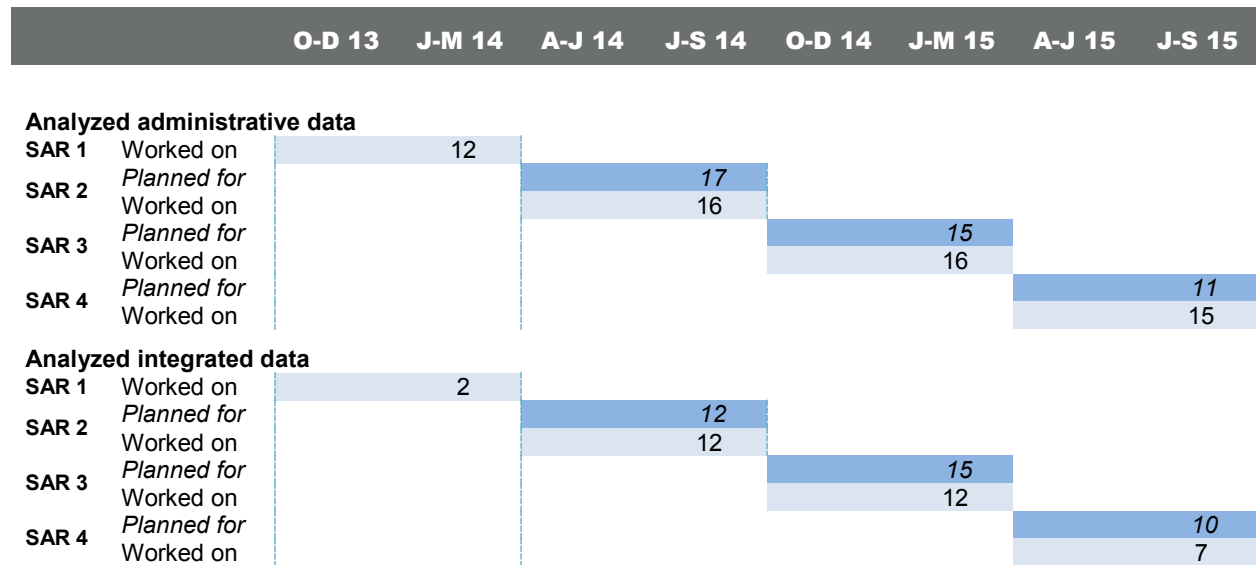 O-D 13 J-M 14 A-J 14 J-S 14 O-D 14 J-M 15 A-J 15 J-S 15
Analyzed administrative data
SAR 1 Worked on 12
SAR 2 Planned for 17
Worked on 16
SAR 3 Planned for 15
Worked on 16
SAR 4 Planned for 11
Worked on 15
Analyzed integrated data
SAR 1 Worked on 2
SAR 2 Planned for 12
Worked on 12
SAR 3 Planned for 15
Worked on 12
SAR 4 Planned for 10
Worked on 7